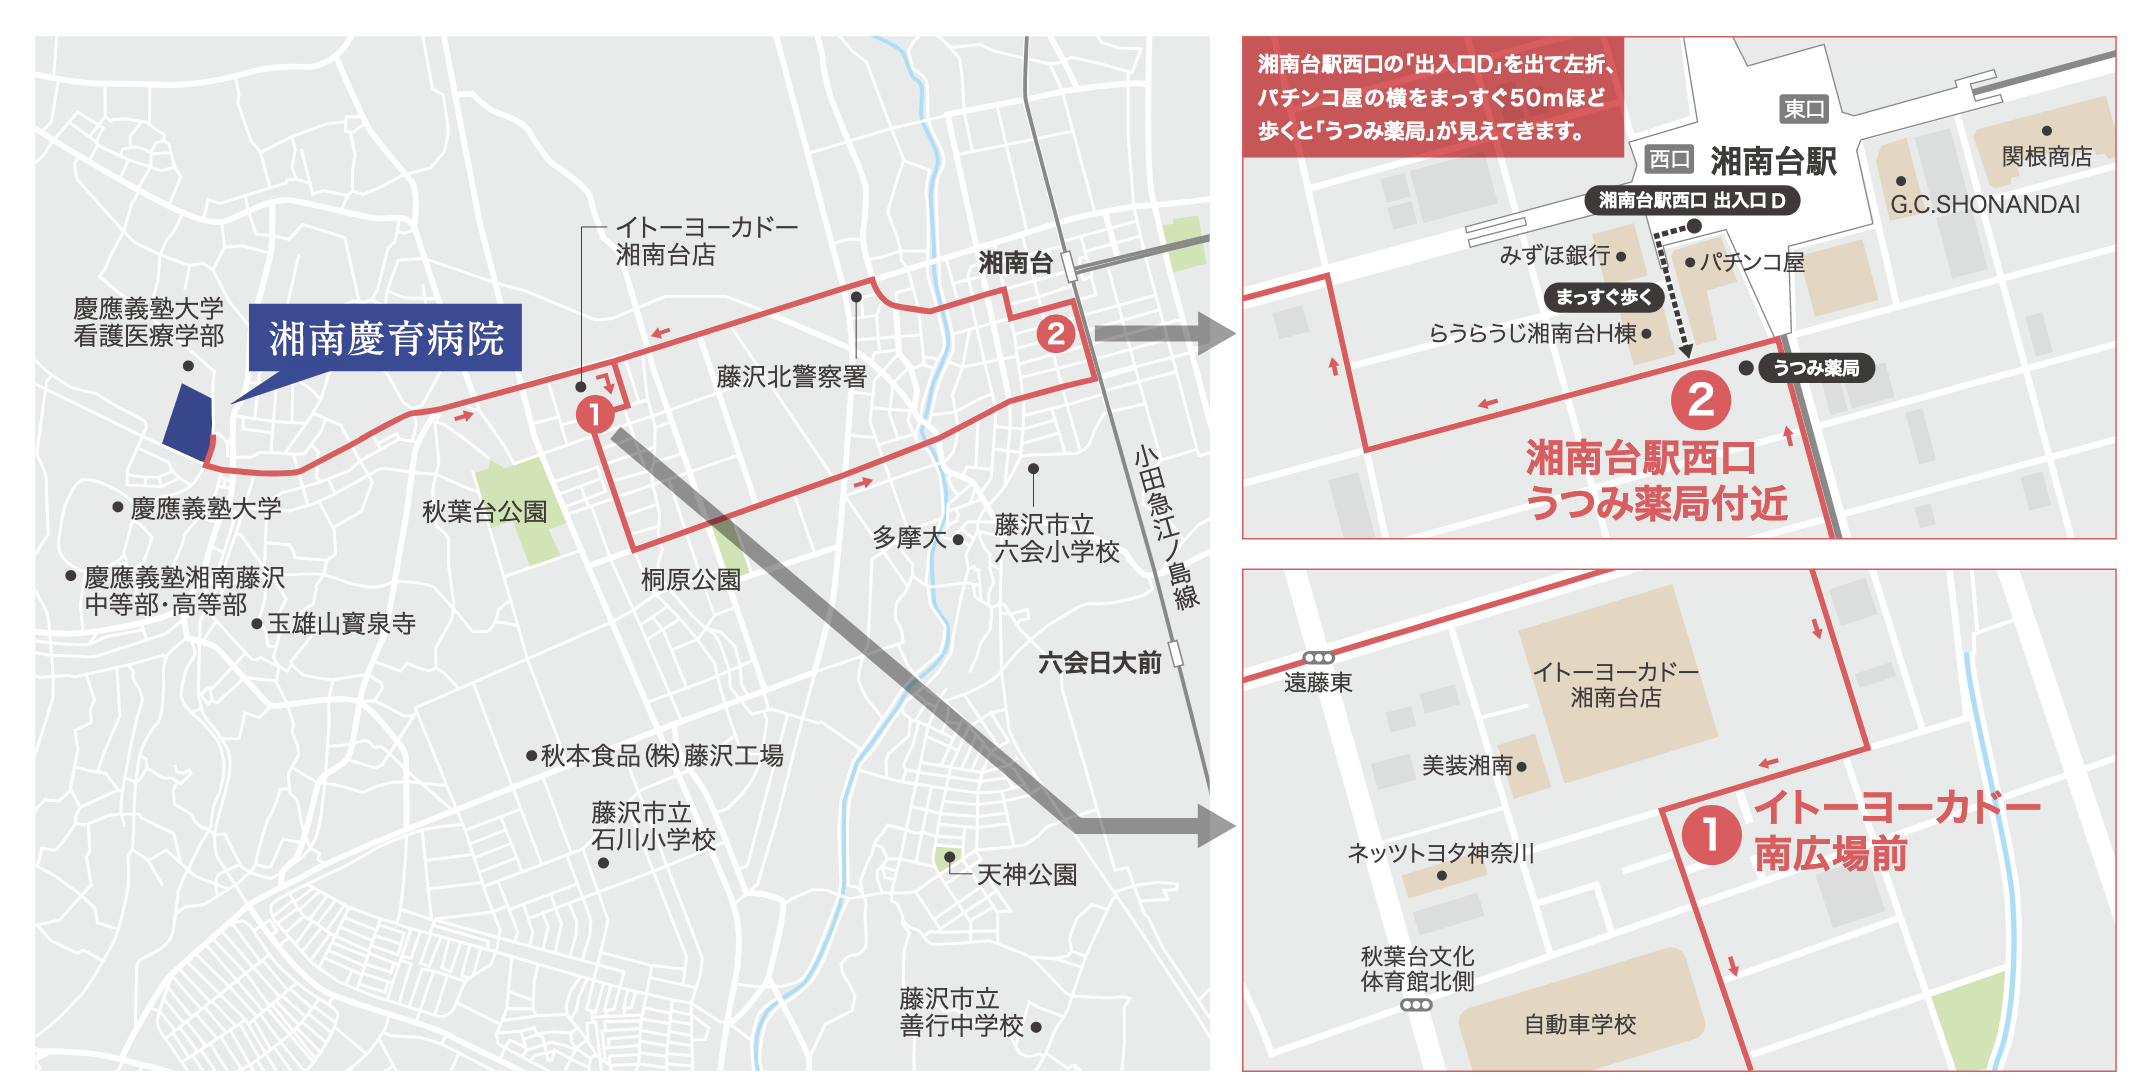 イトーヨーカドー
湘南台店
湘南台
慶應義塾大学
看護医療学部
湘南慶育病院
藤沢北警察署
2
1
慶應義塾大学
秋葉台公園
多摩大
藤沢市立
六会小学校
小田急江ノ島線
桐原公園
慶應義塾湘南藤沢
中等部・高等部
玉雄山寳泉寺
六会日大前
秋本食品(株)藤沢工場
藤沢市立
石川小学校
天神公園
藤沢市立
善行中学校
湘南台駅西口の「出入口D」を出て左折、
パチンコ屋の横をまっすぐ50mほど
歩くと「うつみ薬局」が見えてきます。
東口
西口
湘南台駅
関根商店
G.C.SHONANDAI
湘南台駅西口 出入口 D
みずほ銀行
パチンコ屋
まっすぐ歩く
らうらうじ湘南台H棟
うつみ薬局
2
湘南台駅西口
うつみ薬局付近
遠藤東
イトーヨーカドー
湘南台店
美装湘南
1
イトーヨーカドー
南広場前
ネッツトヨタ神奈川
秋葉台文化
体育館北側
自動車学校